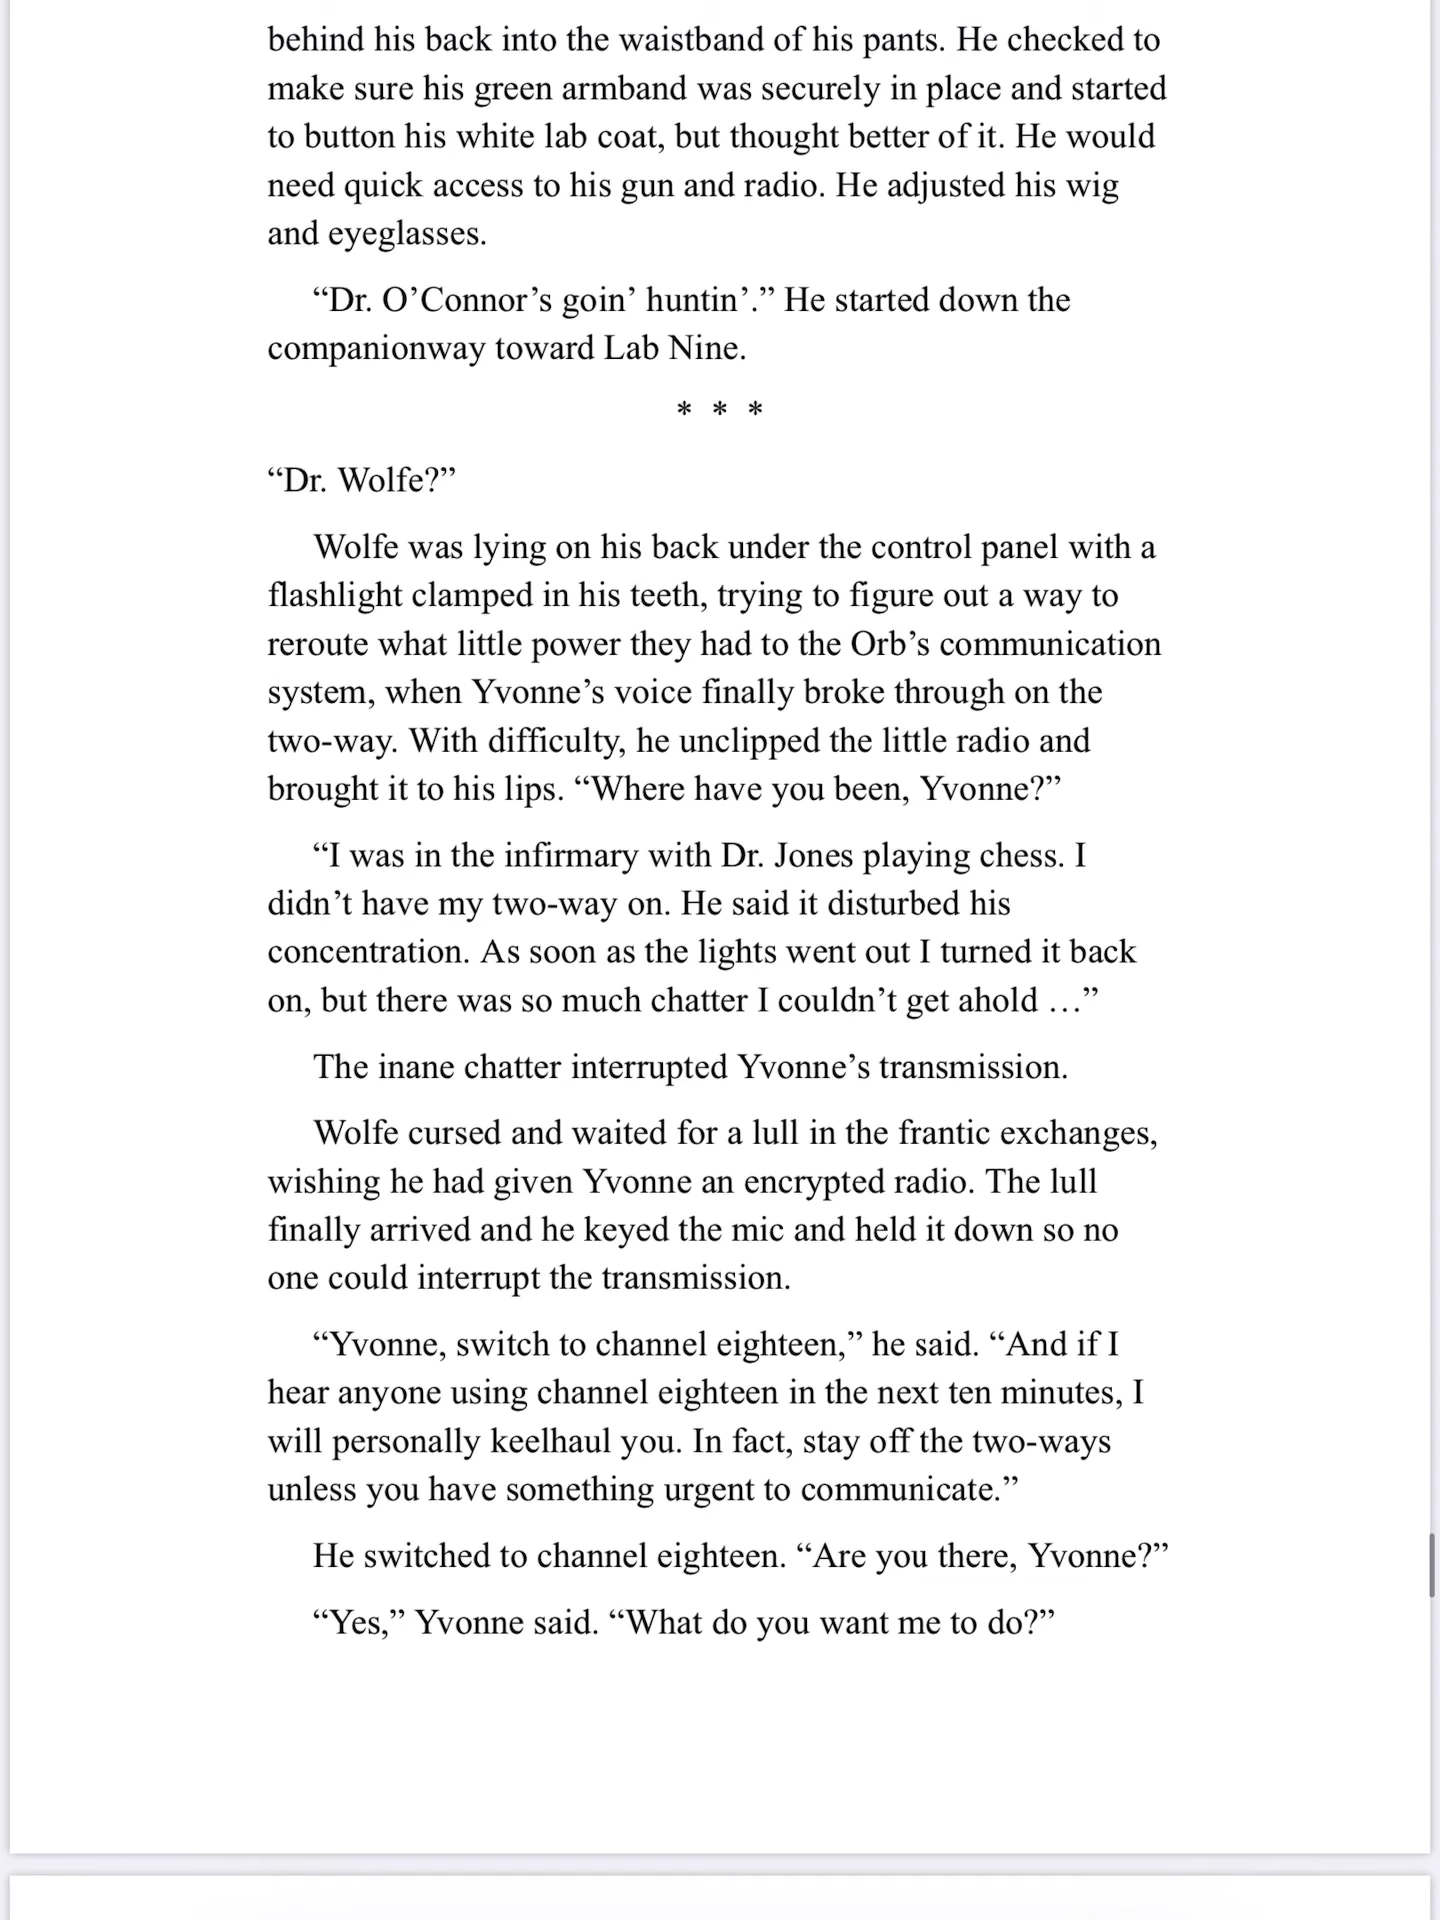 behind his back into the waistband of his pants. He checked to
make sure his green armband was securely in place and started
to button his white lab coat, but thought better of it. He would
need quick access to his gun and radio. He adjusted his wig
and eyeglasses.
“Dr. O’Connor’s goin’ huntin’.” He started down the
companionway toward Lab Nine.
* * *
“Dr. Wolfe?”
Wolfe was lying on his back under the control panel with a
flashlight clamped in his teeth, trying to figure out a way to
reroute what little power they had to the Orb’s communication
system, when Yvonne’s voice finally broke through on the
two-way. With difficulty, he unclipped the little radio and
brought it to his lips. “Where have you been, Yvonne?”
“I was in the infirmary with Dr. Jones playing chess. I
didn’t have my two-way on. He said it disturbed his
concentration. As soon as the lights went out I turned it back
on, but there was so much chatter I couldn’t get ahold …”
The inane chatter interrupted Yvonne’s transmission.
Wolfe cursed and waited for a lull in the frantic exchanges,
wishing he had given Yvonne an encrypted radio. The lull
finally arrived and he keyed the mic and held it down so no
one could interrupt the transmission.
“Yvonne, switch to channel eighteen,” he said. “And if I
hear anyone using channel eighteen in the next ten minutes, I
will personally keelhaul you. In fact, stay off the two-ways
unless you have something urgent to communicate.”
He switched to channel eighteen. “Are you there, Yvonne?”
“Yes,” Yvonne said. “What do you want me to do?”